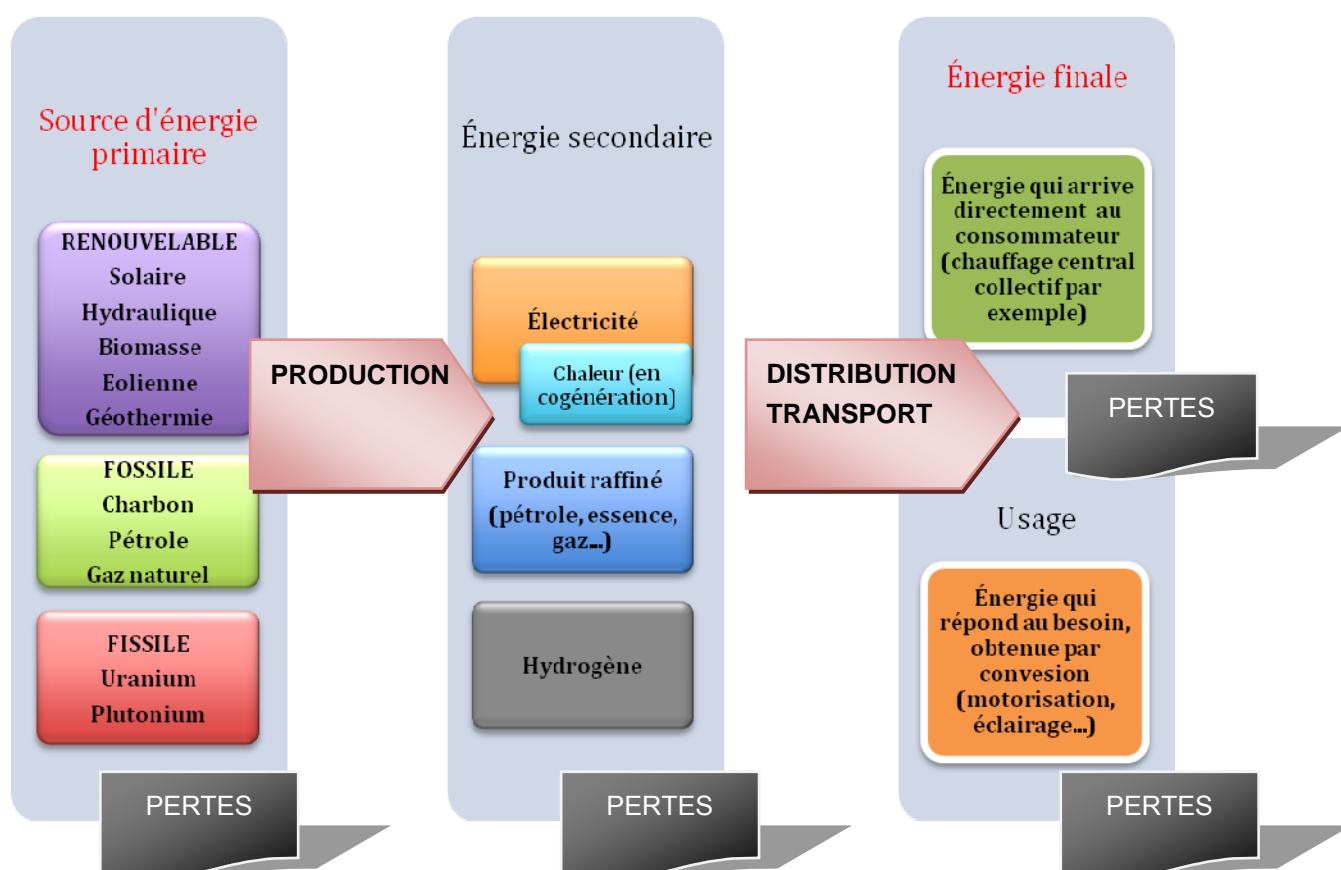 Source d'énergie
primaire
RENOUVELABLE
Solaire
Hydraulique
Biomasse
Eolienne
Géothermie
FOSSILE
Charbon
Pétrole
Gaz naturel
FISSILE
Uranium
Plutonium
PERTES
PRODUCTION
Énergie secondaire
Électricité
Chaleur (en
cogénération)
Produit raffiné
(pétrole, essence,
gaz...)
Hydrogène
PERTES
DISTRIBUTION
TRANSPORT
Énergie finale
Énergie qui arrive
directement au
consommateur
(chauffage central
collectif par
exemple)
PERTES
Usage
Énergie qui
répond au besoin,
obtenue par
convesion
(motorisation,
éclairage...)
PERTES